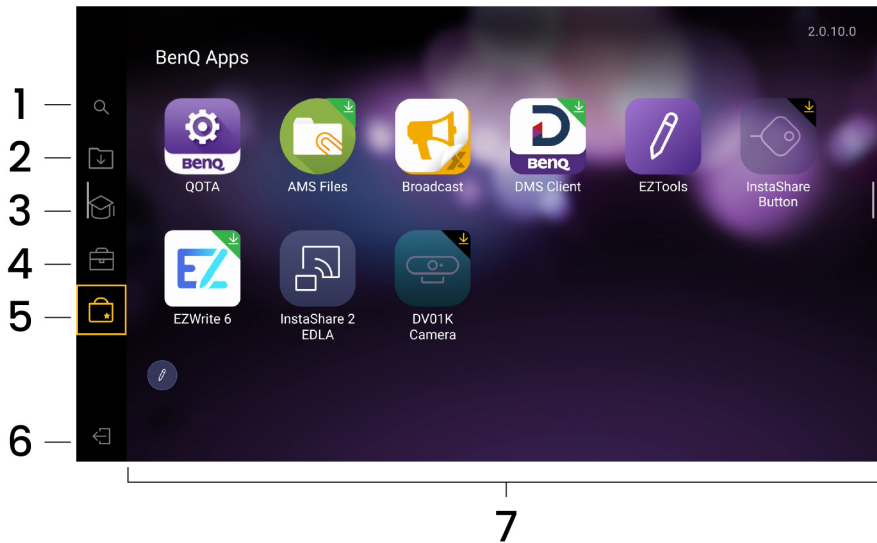 2.0.10.0
BenQ Apps
1
2
3
4
5
6
BenQ
BenQ
QOTA
AMS Files
Broadcast
DMS Client
EZTools
InstaShare
Button
EZ
EZWrite 6
InstaShare 2
EDLA
DV01K
Camera
7